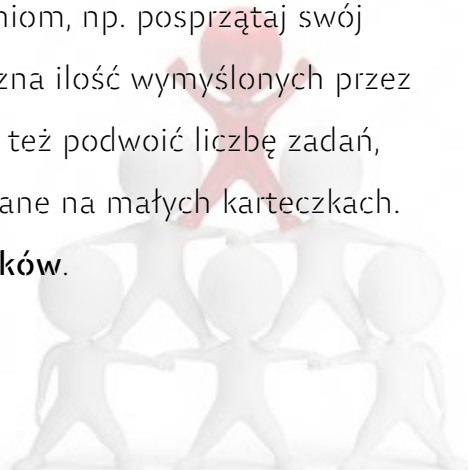 niom, np. posprzątaj swój
zna ilość wymyślonych przez
też podwoić liczbę zadań,
ane na małych karteczkach.
ków.